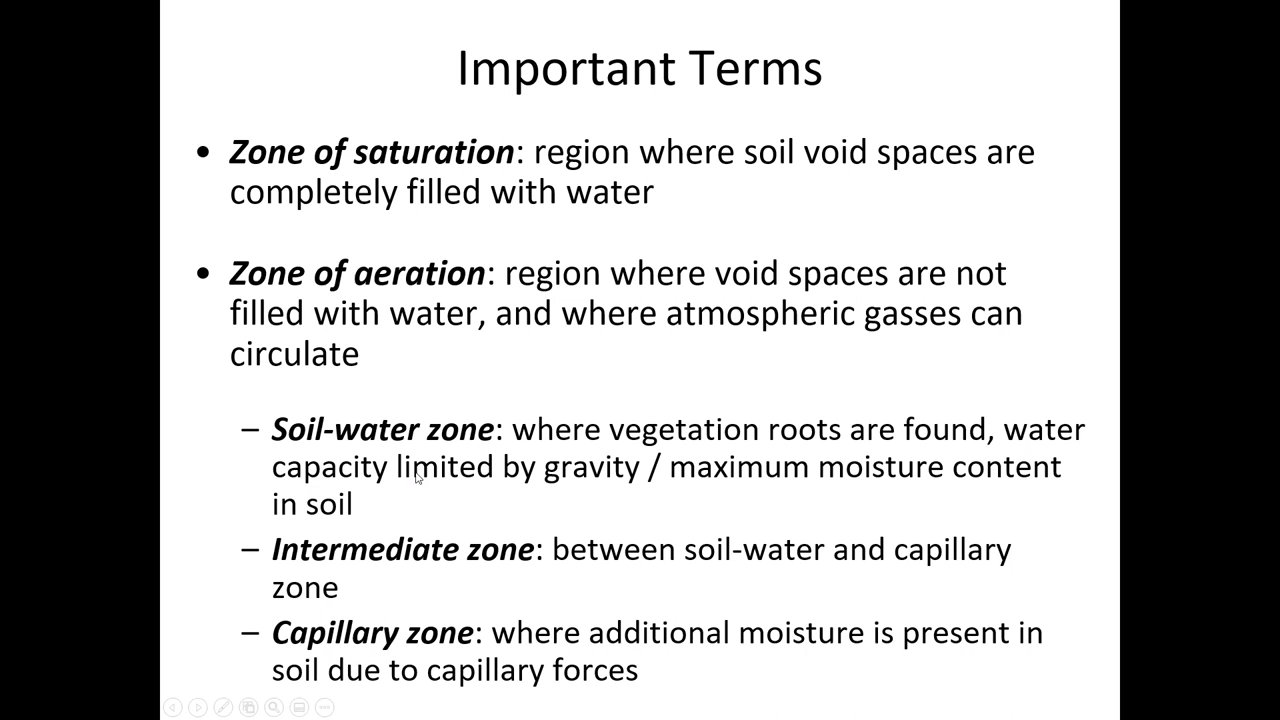 Important Terms
• Zone of saturation: region where soil void spaces are
completely filled with water
• Zone of aeration: region where void spaces are not
filled with water, and where atmospheric gasses can
circulate
– Soil-water zone: where vegetation roots are found, water
capacity limited by gravity / maximum moisture content
in soil
– Intermediate zone: between soil-water and capillary
zone
– Capillary zone: where additional moisture is present in
soil due to capillary forces